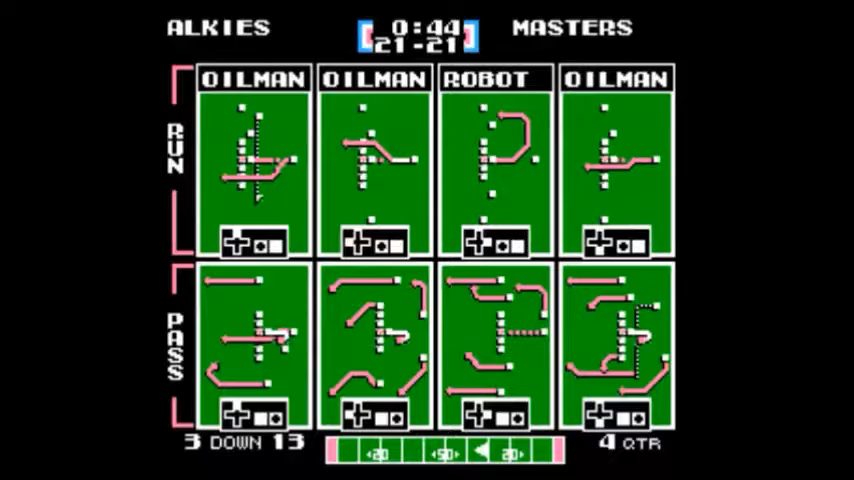 ALKIES 0:44 MASTERS
21-21
OILMAN OILMAN ROBOT OILMAN
RUN
PASS
3 DOWN 13 4 QTR
◂20 ◂50▸ 20▸